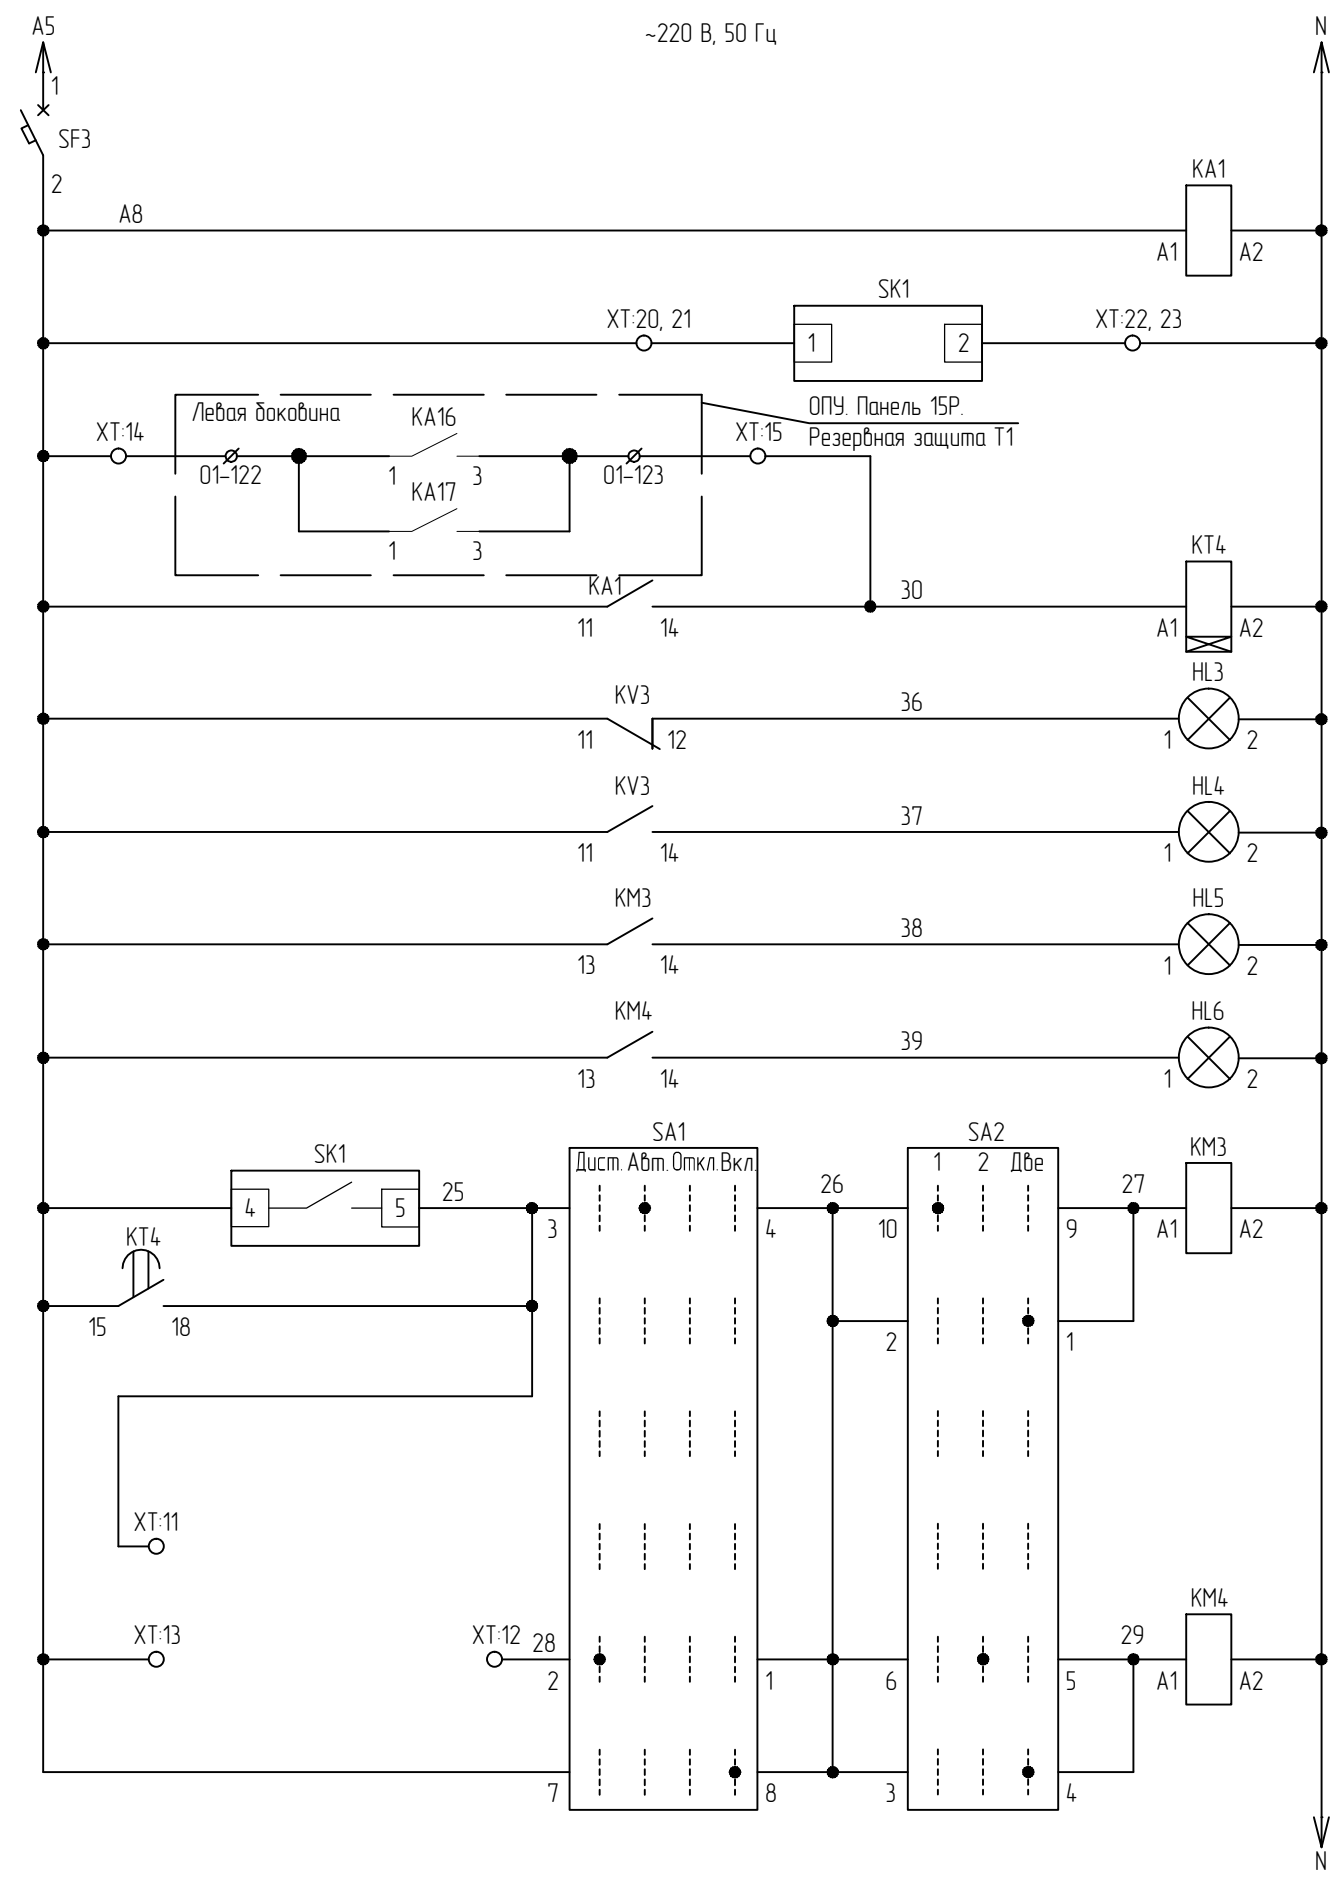 A5
~220 В, 50 Гц
N
1
SF3
2
A8
KA1
A1
A2
SK1
XT:20, 21
1
2
XT:22, 23
Левая боковина
KA16
ОПУ. Панель 15Р.
Резервная защита Т1
XT:14
XT:15
01-122
1
3
01-123
KA17
1
3
KA1
11
14
30
KT4
A1
A2
KV3
11
12
36
HL3
1
2
KV3
11
14
37
HL4
1
2
KM3
13
14
38
HL5
1
2
KM4
13
14
39
HL6
1
2
SK1
4
5
25
SA1
Дист. Авт. Откл. Вкл.
3
4
26
SA2
1 2 Две
10
9
27
KM3
A1
A2
KT4
15
18
2
1
XT:11
XT:13
XT:12
28
2
1
6
5
29
KM4
A1
A2
7
8
3
4
N